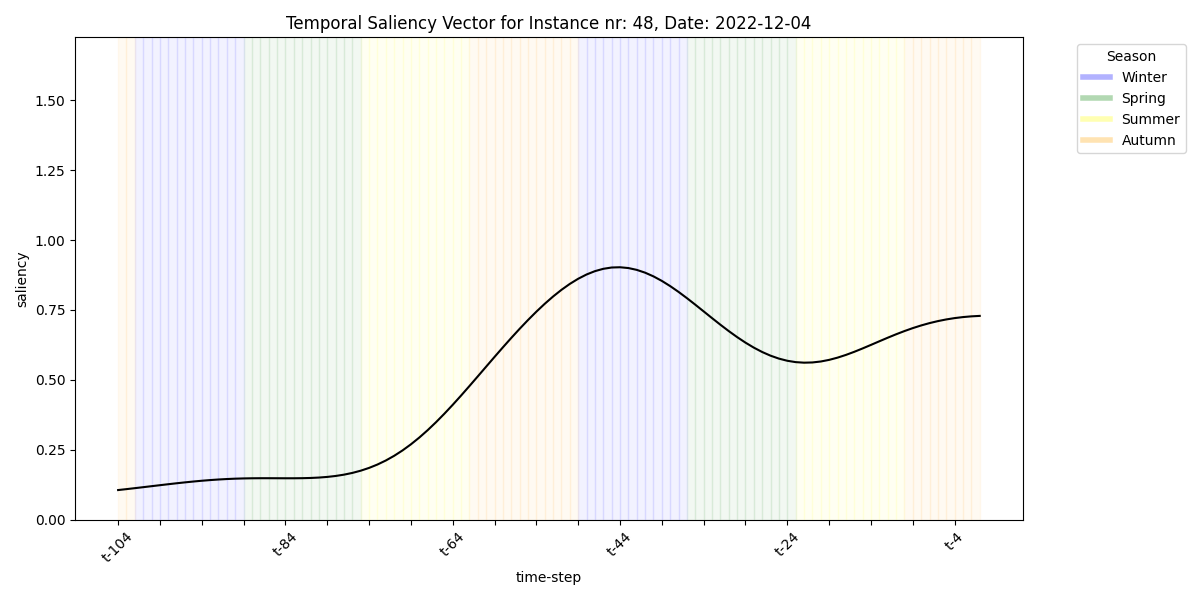 Temporal Saliency Vector for Instance nr: 48, Date: 2022-12-04
Season
Winter
Spring
Summer
Autumn
1.50
1.25
1.00
0.75
0.50
0.25
0.00
saliency
t-104
t-84
t-64
t-44
t-24
t-4
time-step